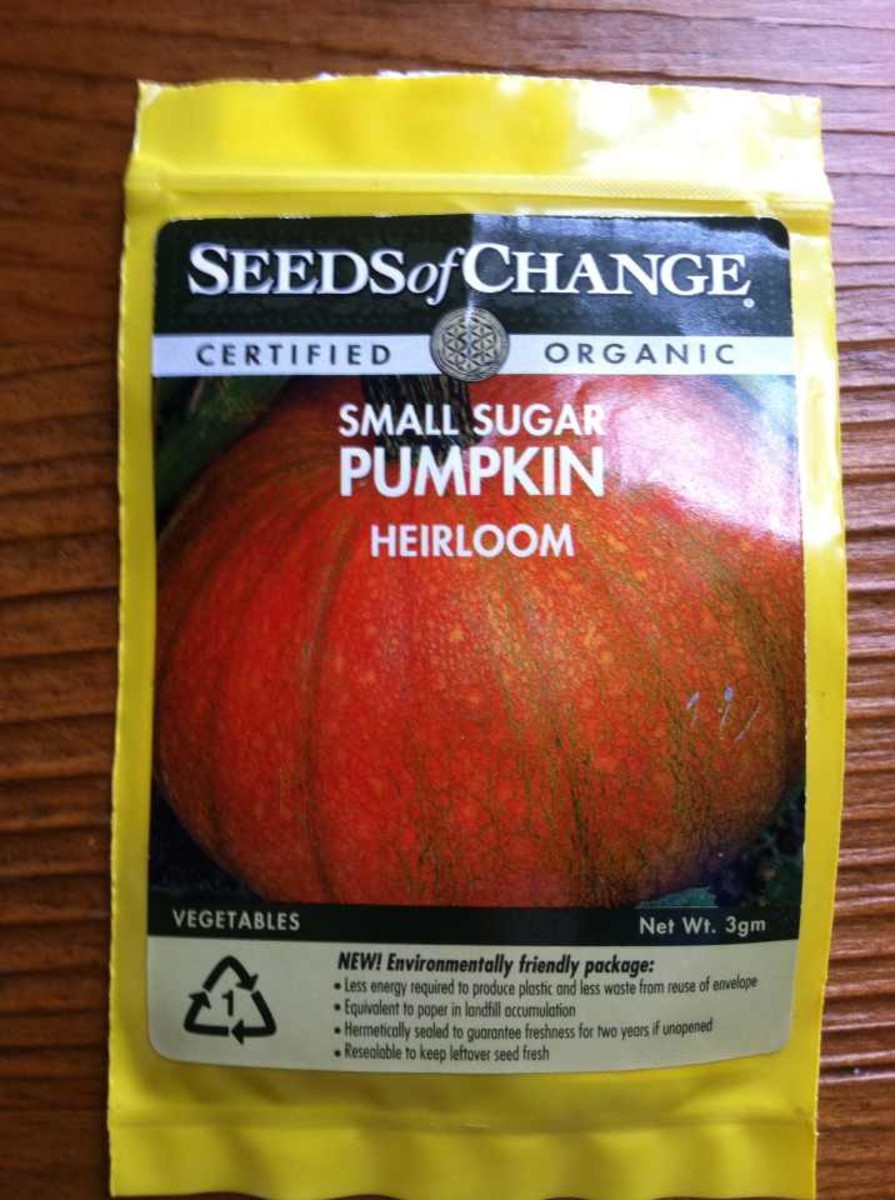 SEEDS of CHANGE®
CERTIFIED ORGANIC
SMALL SUGAR
PUMPKIN
HEIRLOOM
VEGETABLES Net Wt. 3gm
1
NEW! Environmentally friendly package:
• Less energy required to produce plastic and less waste from reuse of envelope
• Equivalent to paper in landfill accumulation
• Hermetically sealed to guarantee freshness for two years if unopened
• Resealable to keep leftover seed fresh